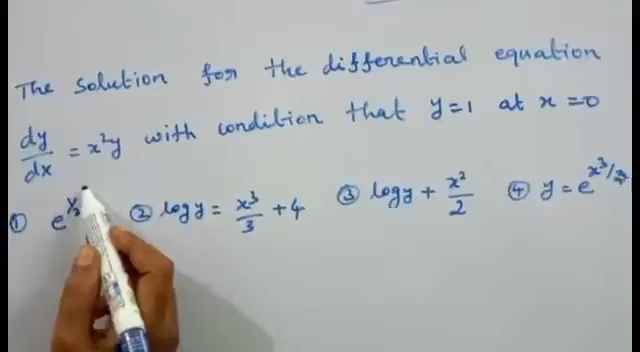 The solution for the differential equation
dy/dx = x²y with condition that y=1 at x=0
① e^x/2 ② log y = x³/3 + 4 ③ log y + x²/2 ④ y = e^x³/3